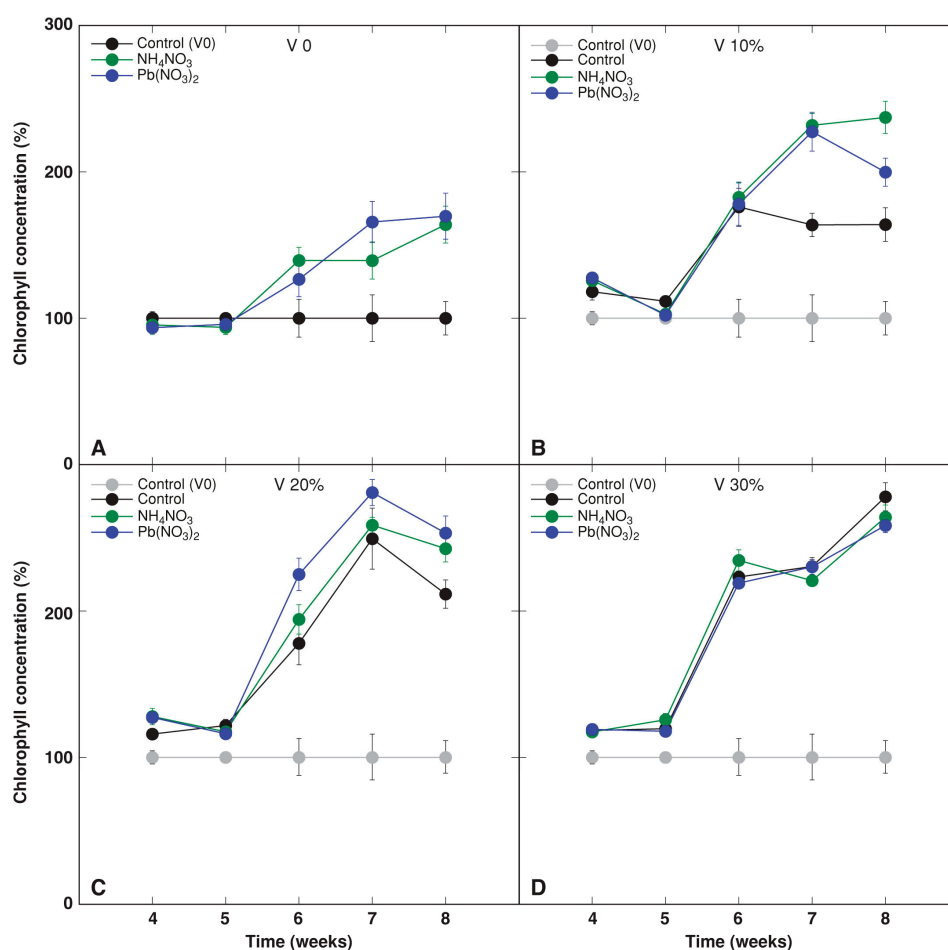 300
200
100
0
Chlorophyll concentration (%)
Control (V0)
NH4NO3
Pb(NO3)2
V 0
A
Control (V0)
Control
NH4NO3
Pb(NO3)2
V 10%
B
200
100
0
Chlorophyll concentration (%)
Control (V0)
Control
NH4NO3
Pb(NO3)2
V 20%
C
4 5 6 7 8
Time (weeks)
Control (V0)
Control
NH4NO3
Pb(NO3)2
V 30%
D
4 5 6 7 8
Time (weeks)